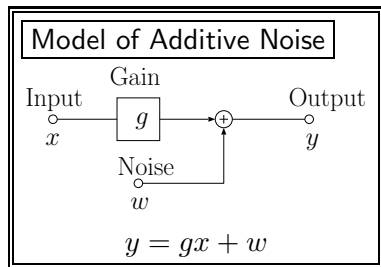 Model of Additive Noise
Gain
Input
Output
g
+
x
y
Noise
w
y = gx + w